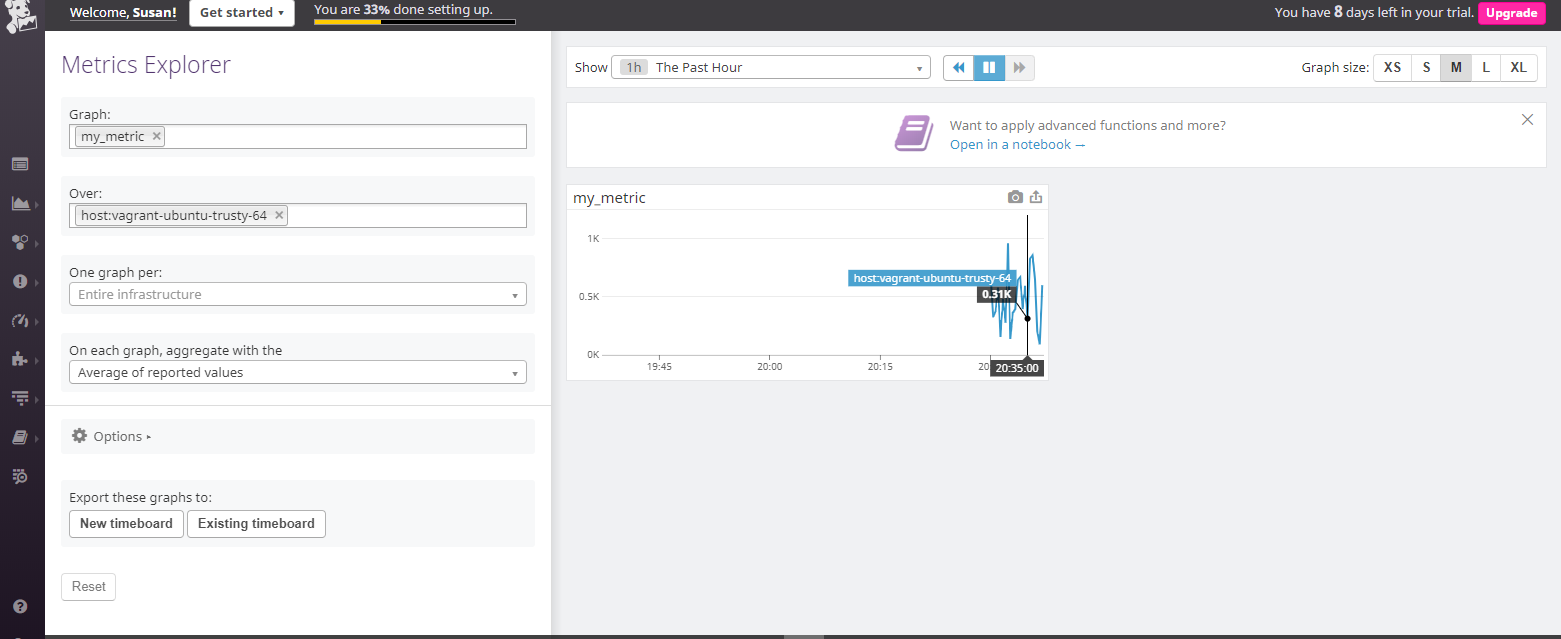 Welcome, Susan!
Get started
You are 33% done setting up.
You have 8 days left in your trial.
Upgrade
Metrics Explorer
Graph:
my_metric ×
Over:
host:vagrant-ubuntu-trusty-64 ×
One graph per:
Entire infrastructure
On each graph, aggregate with the
Average of reported values
Options
Export these graphs to:
New timeboard
Existing timeboard
Reset
Show
1h The Past Hour
Graph size:
XS S M L XL
Want to apply advanced functions and more?
Open in a notebook →
my_metric
1K
host:vagrant-ubuntu-trusty-64
0.31K
0.5K
0K
19:45 20:00 20:15
20:35:00